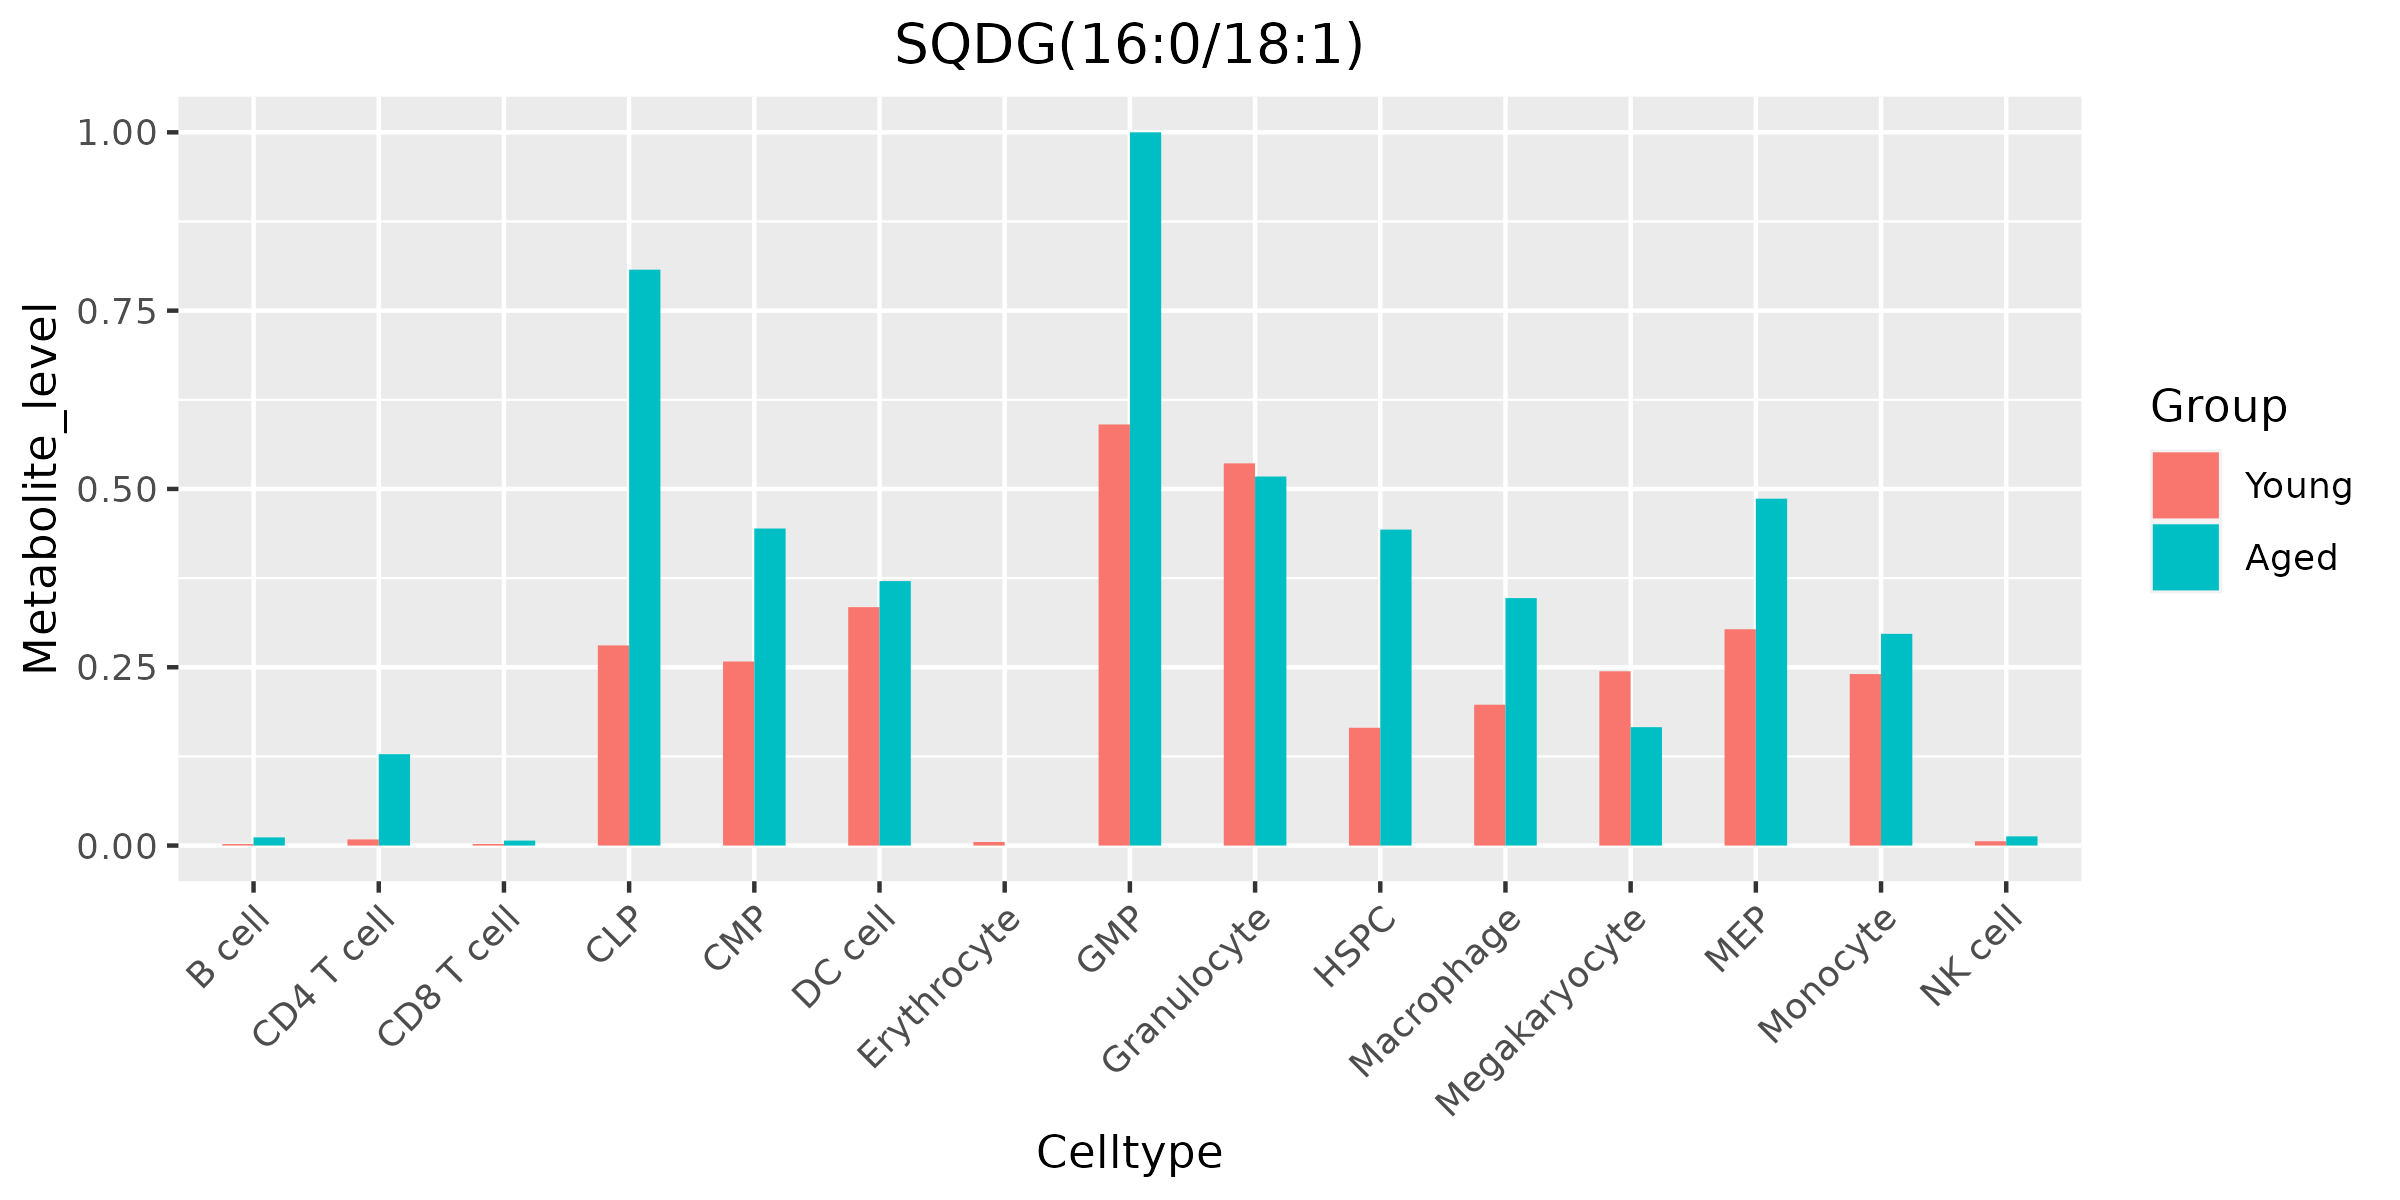 SQDG(16:0/18:1)
Metabolite_level
1.00
0.75
0.50
0.25
0.00
B cell
CD4 T cell
CD8 T cell
CLP
CMP
DC cell
Erythrocyte
GMP
Granulocyte
HSPC
Macrophage
Megakaryocyte
MEP
Monocyte
NK cell
Celltype
Group
Young
Aged